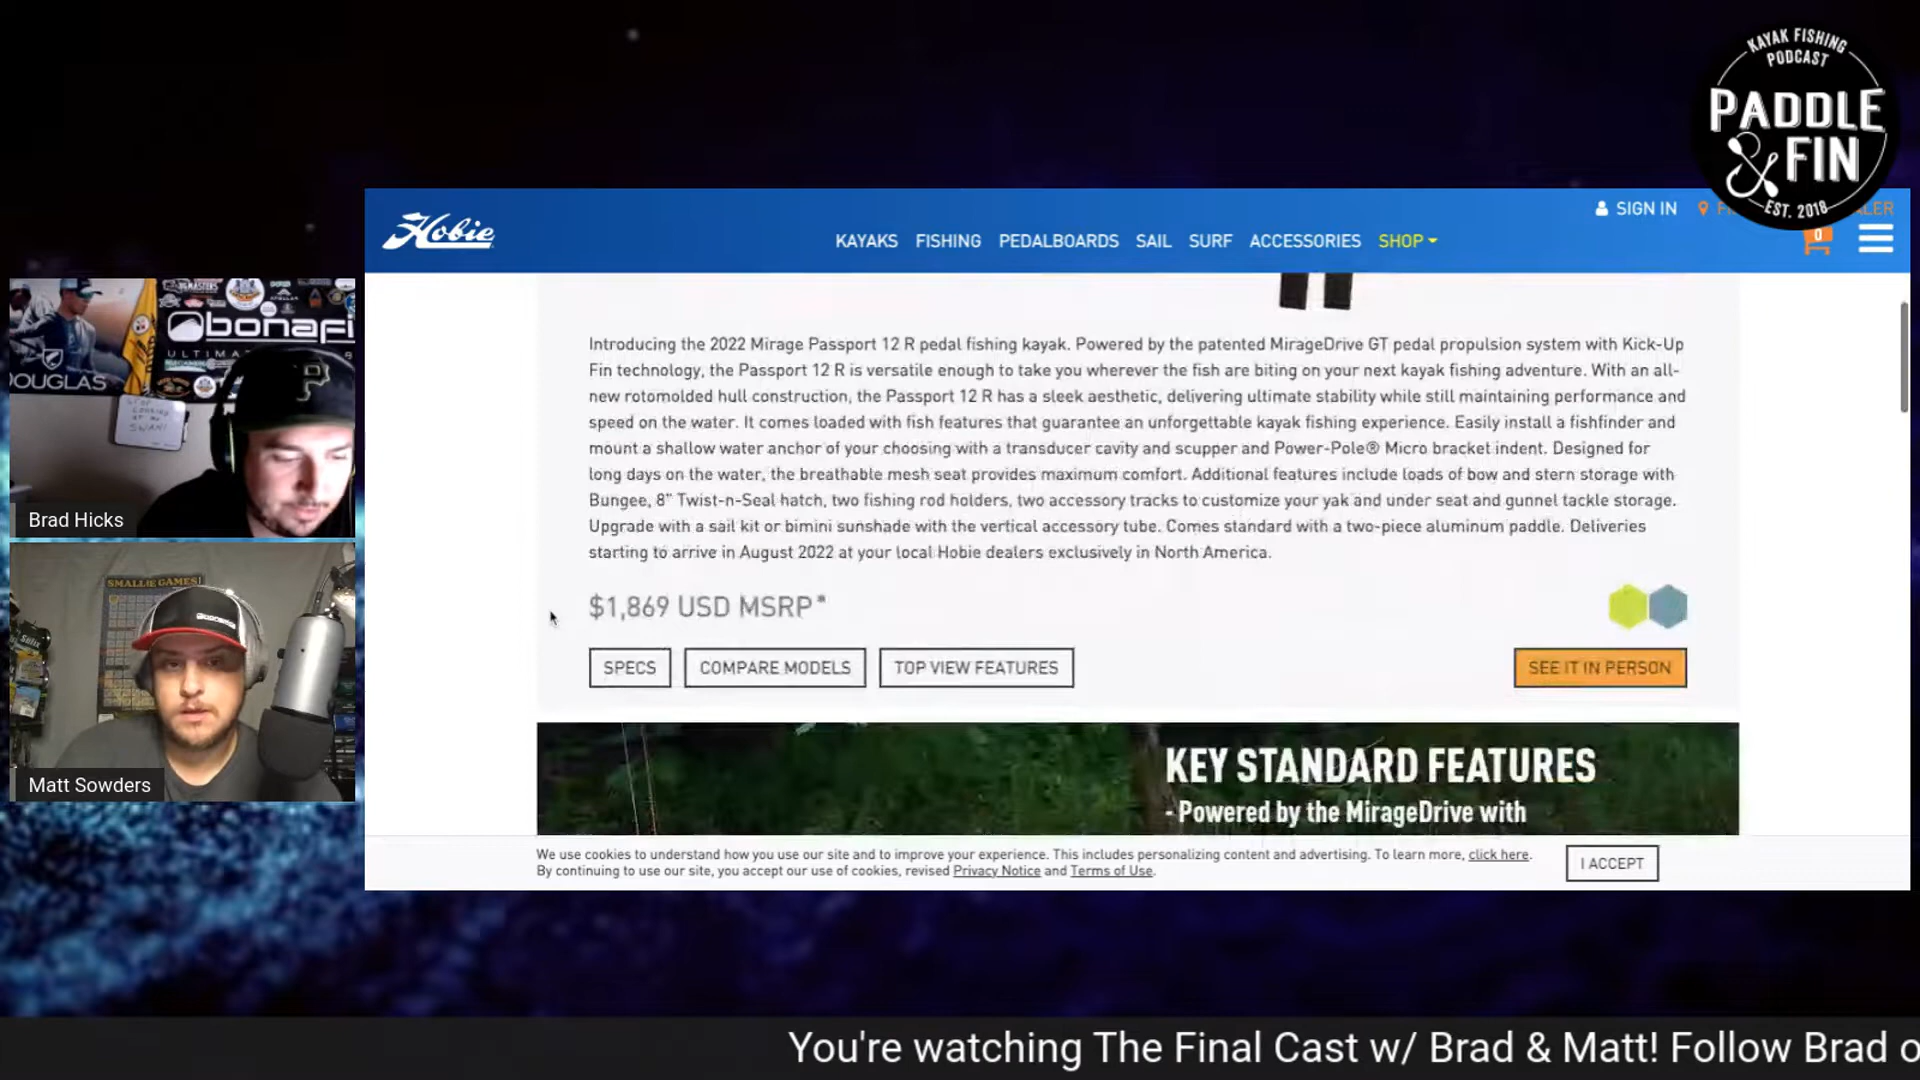 KAYAK FISHING
PODCAST
PADDLE
& FIN
EST. 2018
Hobie
SIGN IN
KAYAKS FISHING PEDALBOARDS SAIL SURF ACCESSORIES SHOP
0
Introducing the 2022 Mirage Passport 12 R pedal fishing kayak. Powered by the patented MirageDrive GT pedal propulsion system with Kick-Up
Fin technology, the Passport 12 R is versatile enough to take you wherever the fish are biting on your next kayak fishing adventure. With an all-
new rotomolded hull construction, the Passport 12 R has a sleek aesthetic, delivering ultimate stability while still maintaining performance and
speed on the water. It comes loaded with fish features that guarantee an unforgettable kayak fishing experience. Easily install a fishfinder and
mount a shallow water anchor of your choosing with a transducer cavity and scupper and Power-Pole® Micro bracket indent. Designed for
long days on the water, the breathable mesh seat provides maximum comfort. Additional features include loads of bow and stern storage with
Bungee, 8" Twist-n-Seal hatch, two fishing rod holders, two accessory tracks to customize your yak and under seat and gunnel tackle storage.
Upgrade with a sail kit or bimini sunshade with the vertical accessory tube. Comes standard with a two-piece aluminum paddle. Deliveries
starting to arrive in August 2022 at your local Hobie dealers exclusively in North America.
$1,869 USD MSRP*
SPECS COMPARE MODELS TOP VIEW FEATURES SEE IT IN PERSON
KEY STANDARD FEATURES
- Powered by the MirageDrive with
We use cookies to understand how you use our site and to improve your experience. This includes personalizing content and advertising. To learn more, click here.
By continuing to use our site, you accept our use of cookies, revised Privacy Notice and Terms of Use.
I ACCEPT
bonafi
DOUGLAS
Brad Hicks
SMALLIE GAMES!
Matt Sowders
You're watching The Final Cast w/ Brad & Matt! Follow Brad o